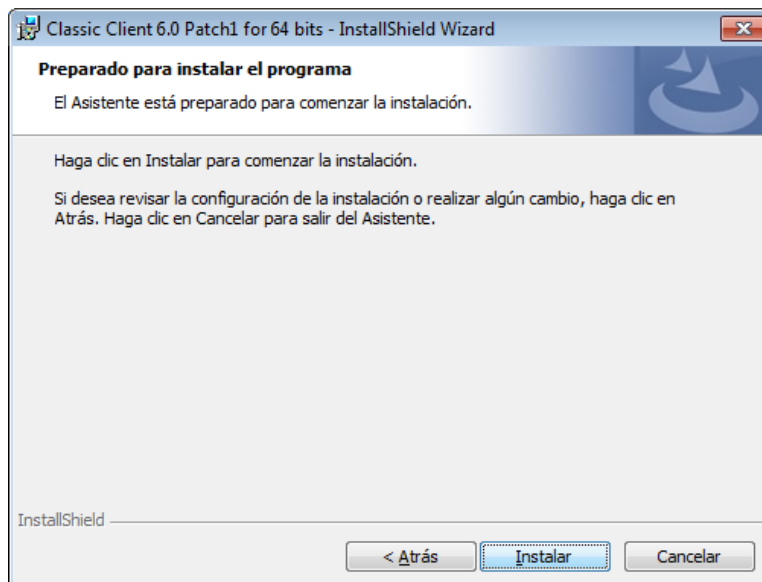 Classic Client 6.0 Patch1 for 64 bits - InstallShield Wizard
Preparado para instalar el programa
El Asistente está preparado para comenzar la instalación.
Haga clic en Instalar para comenzar la instalación.
Si desea revisar la configuración de la instalación o realizar algún cambio, haga clic en
Atrás. Haga clic en Cancelar para salir del Asistente.
InstallShield
< Atrás Instalar Cancelar